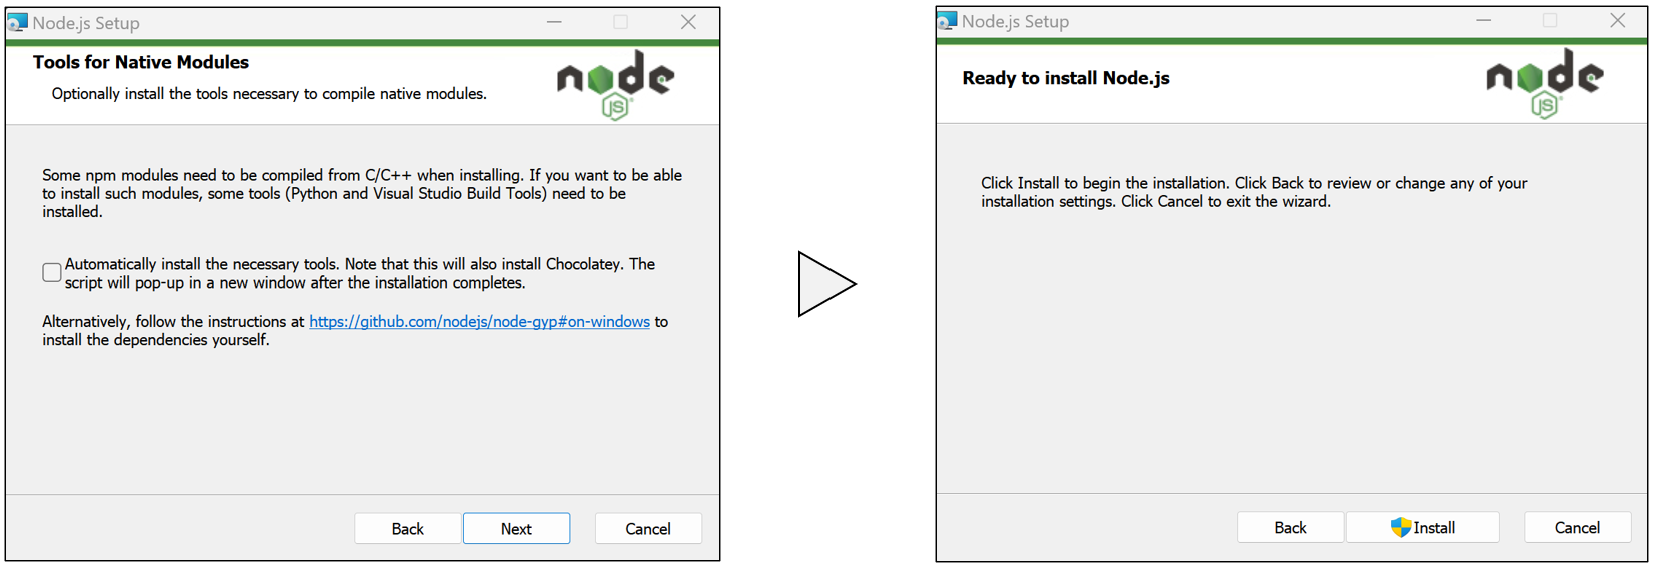 Node.js Setup
Tools for Native Modules
Optionally install the tools necessary to compile native modules.
node
JS
Some npm modules need to be compiled from C/C++ when installing. If you want to be able
to install such modules, some tools (Python and Visual Studio Build Tools) need to be
installed.
Automatically install the necessary tools. Note that this will also install Chocolatey. The
script will pop-up in a new window after the installation completes.
Alternatively, follow the instructions at https://github.com/nodejs/node-gyp#on-windows to
install the dependencies yourself.
Back Next Cancel
Node.js Setup
Ready to install Node.js
node
JS
Click Install to begin the installation. Click Back to review or change any of your
installation settings. Click Cancel to exit the wizard.
Back Install Cancel